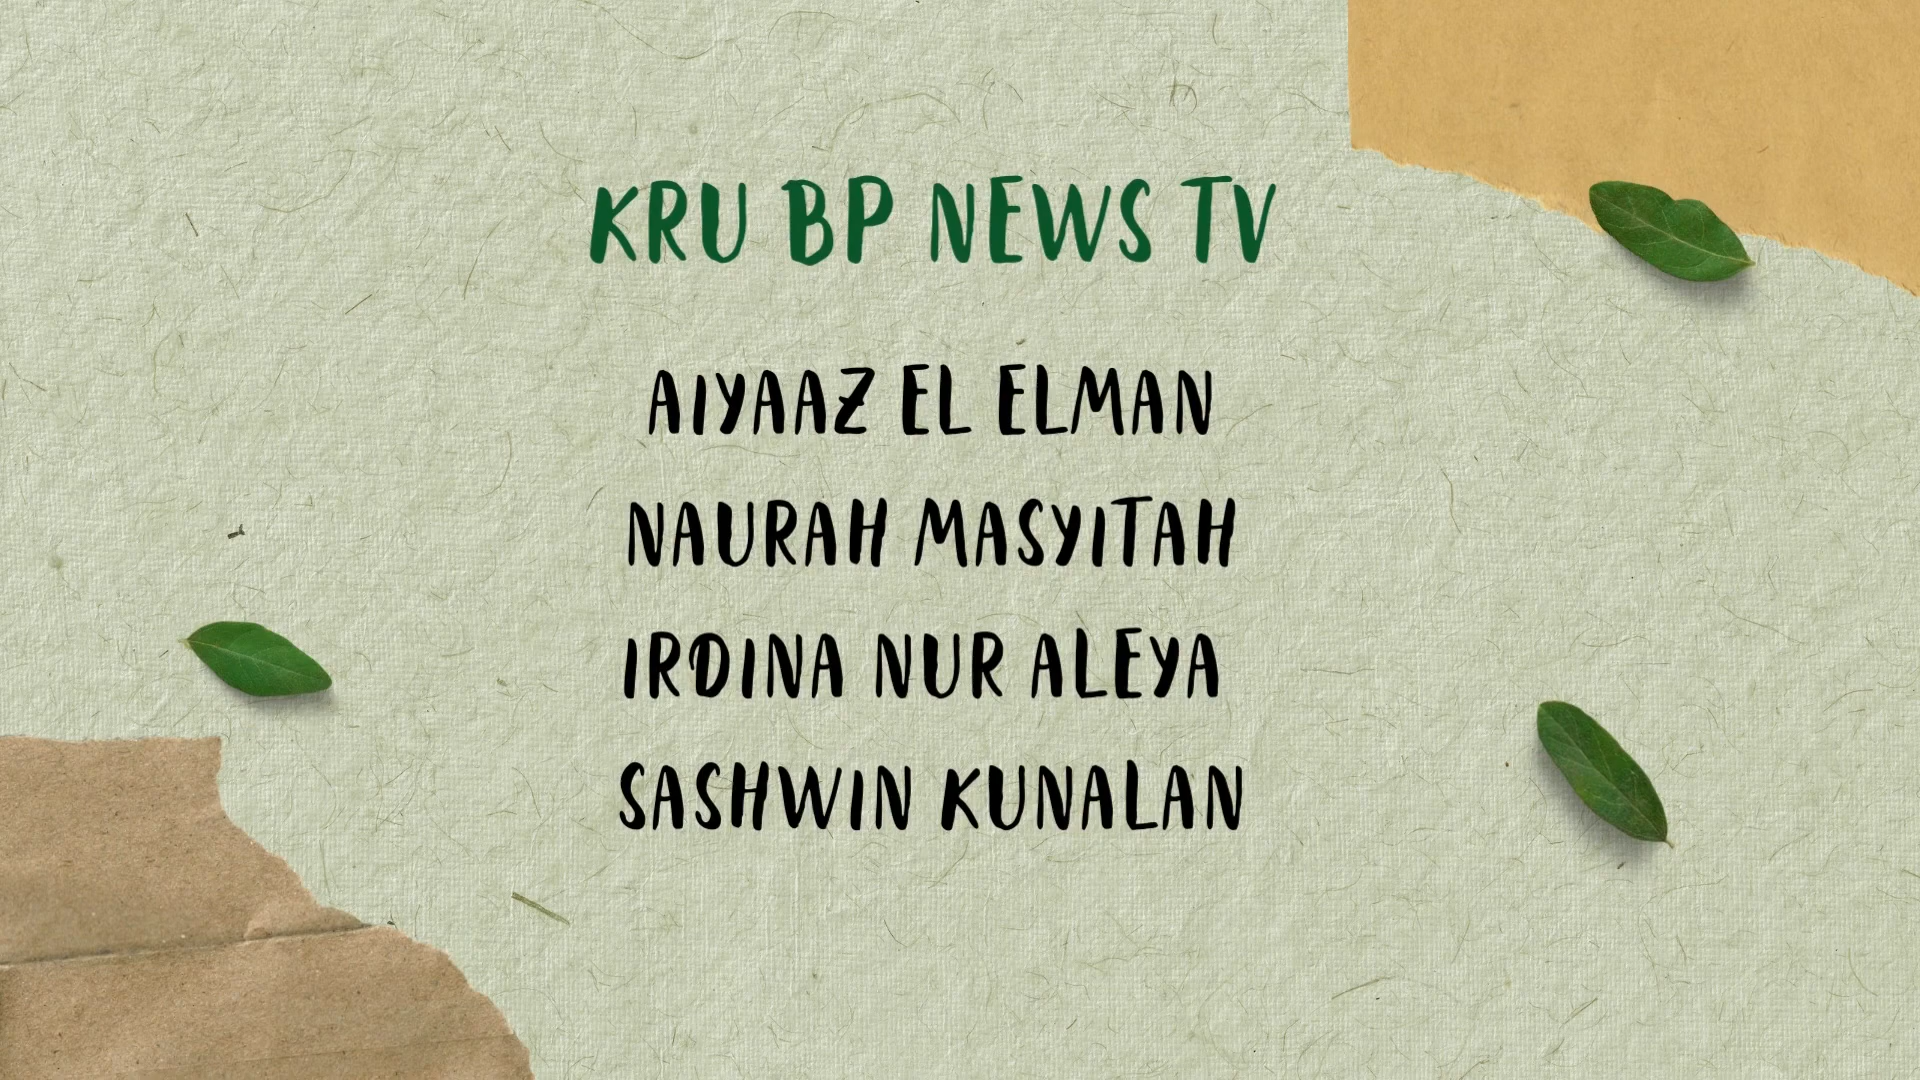 KRU BP NEWS TV
AIYAAZ EL ELMAN
NAURAH MASYITAH
IRDINA NUR ALEYA
SASHWIN KUNALAN